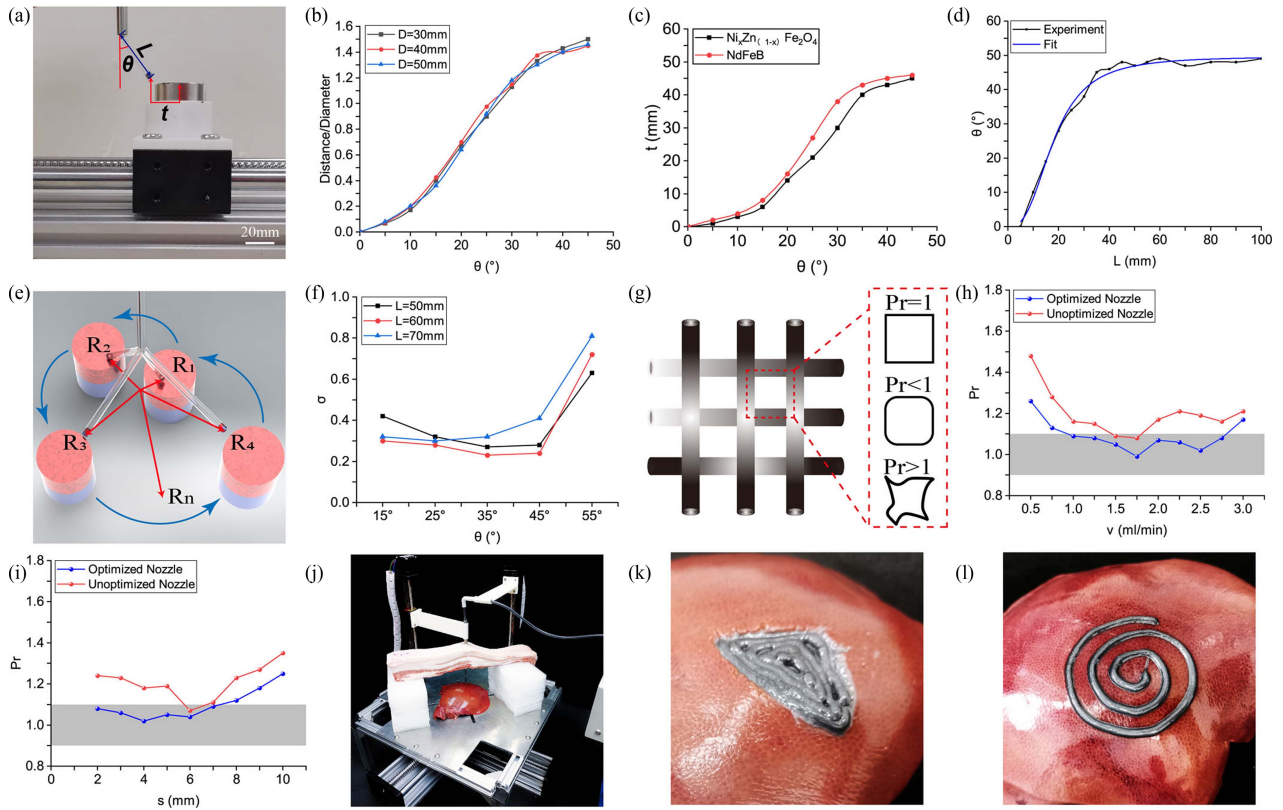 (a)
L
θ
t
20mm
(b)
D=30mm
D=40mm
D=50mm
Distance/Diameter
1.6
1.4
1.2
1.0
0.8
0.6
0.4
0.2
0.0
0 10 20 30 40 50
θ (°)
(c)
NiₓZn₍ ₁₋ₓ₎ Fe₂O₄
NdFeB
t (mm)
60
50
40
30
20
10
0
0 10 20 30 40 50
θ (°)
(d)
Experiment
Fit
θ (°)
60
50
40
30
20
10
0
0 20 40 60 80 100
L (mm)
(e)
R₂
R₁
R₃
R₄
Rn
(f)
L=50mm
L=60mm
L=70mm
σ
1.0
0.8
0.6
0.4
0.2
0.0
15° 25° 35° 45° 55°
θ (°)
(g)
Pr=1
Pr<1
Pr>1
(h)
Optimized Nozzle
Unoptimized Nozzle
Pr
1.8
1.6
1.4
1.2
1.0
0.8
0.5 1.0 1.5 2.0 2.5 3.0
v (ml/min)
(i)
Optimized Nozzle
Unoptimized Nozzle
Pr
1.8
1.6
1.4
1.2
1.0
0.8
0 2 4 6 8 10
s (mm)
(j)
(k)
(l)